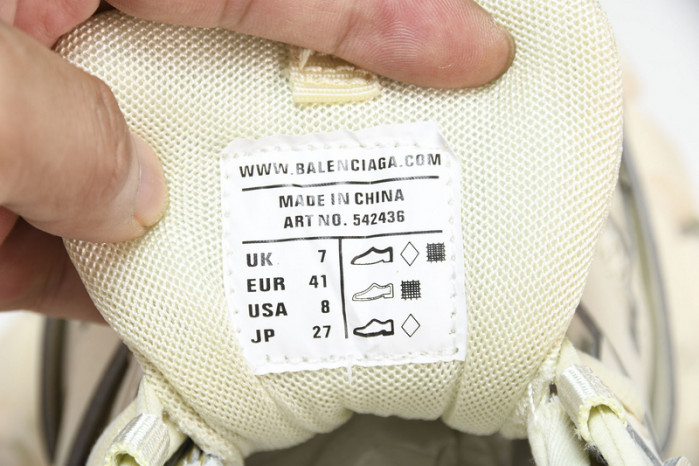 WWW.BALENCIAGA.COM
MADE IN CHINA
ART NO. 542436
UK 7
EUR 41
USA 8
JP 27